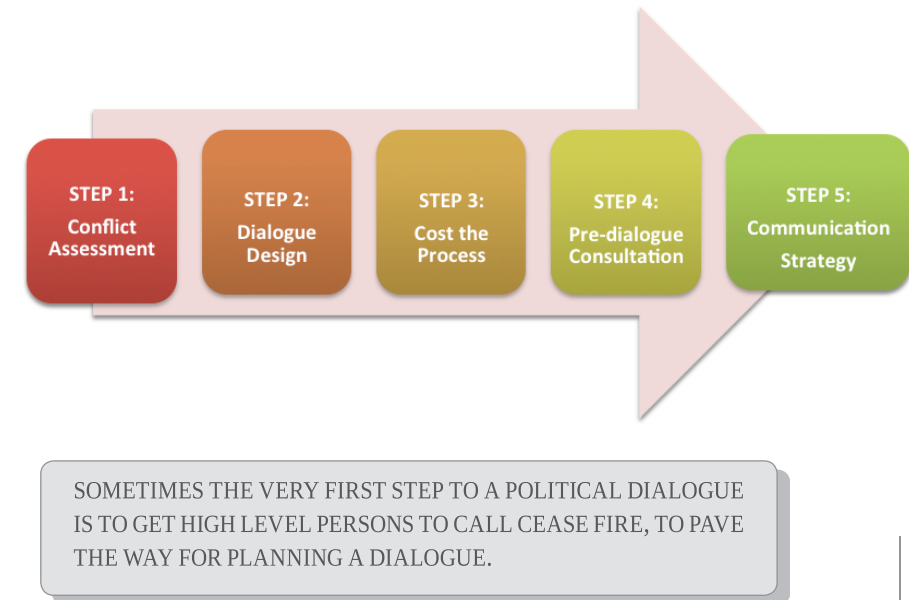 STEP 1:
Conflict
Assessment
STEP 2:
Dialogue
Design
STEP 3:
Cost the
Process
STEP 4:
Pre-dialogue
Consultation
STEP 5:
Communication
Strategy
SOMETIMES THE VERY FIRST STEP TO A POLITICAL DIALOGUE
IS TO GET HIGH LEVEL PERSONS TO CALL CEASE FIRE, TO PAVE
THE WAY FOR PLANNING A DIALOGUE.